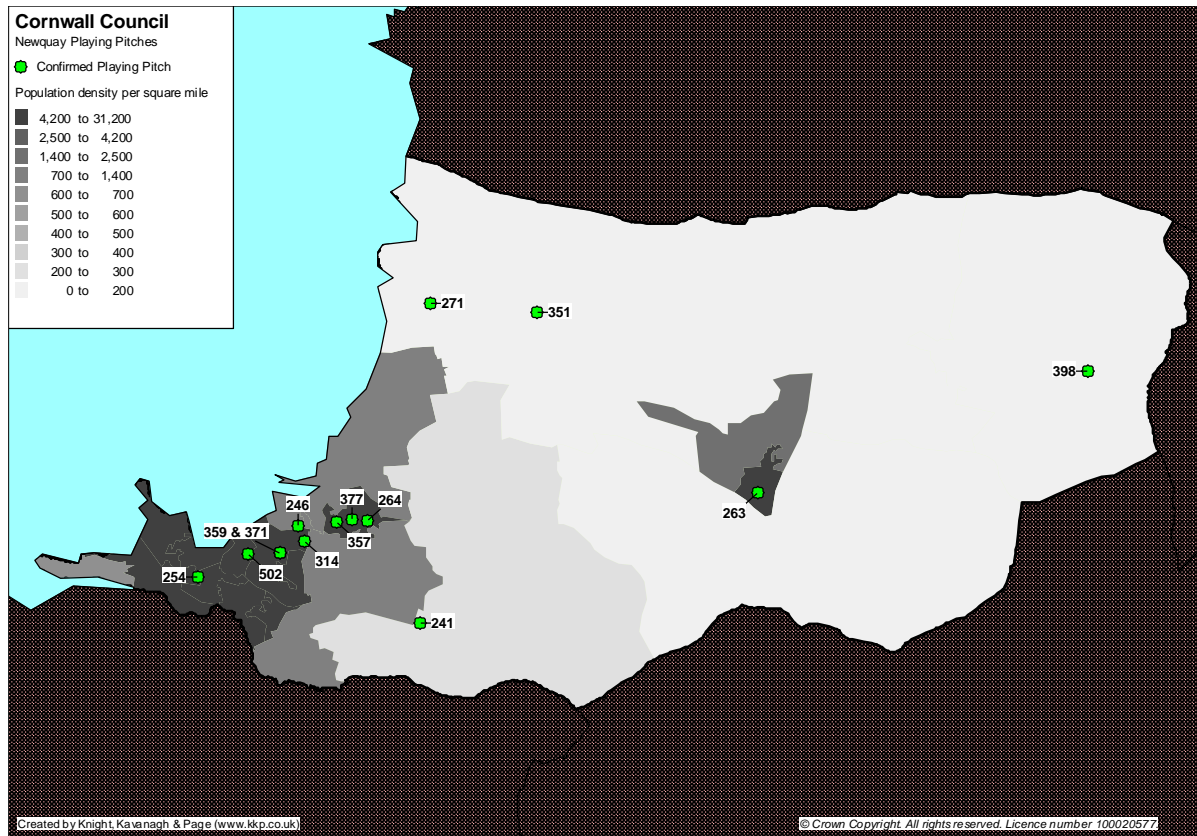 Cornwall Council
Newquay Playing Pitches
Confirmed Playing Pitch
Population density per square mile
4,200 to 31,200
2,500 to 4,200
1,400 to 2,500
700 to 1,400
600 to 700
500 to 600
400 to 500
300 to 400
200 to 300
0 to 200
271
351
398
377
264
246
263
359 & 371
357
314
502
254
241
Created by Knight, Kavanagh & Page (www.kkp.co.uk)
© Crown Copyright. All rights reserved. Licence number 100020577.